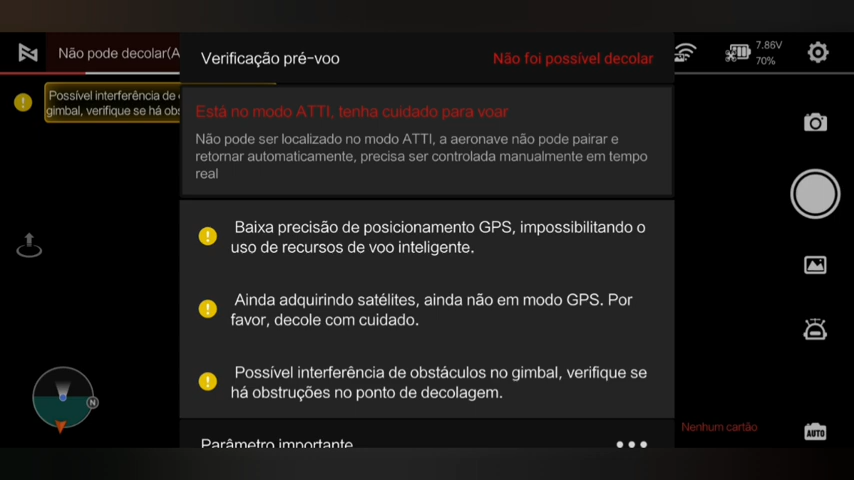 Não pode decolar(A
Verificação pré-voo
Não foi possível decolar
7.86V
70%
Possível interferência de
gimbal, verifique se há obs
Está no modo ATTI, tenha cuidado para voar
Não pode ser localizado no modo ATTI, a aeronave não pode pairar e
retornar automaticamente, precisa ser controlada manualmente em tempo
real
Baixa precisão de posicionamento GPS, impossibilitando o
uso de recursos de voo inteligente.
Ainda adquirindo satélites, ainda não em modo GPS. Por
favor, decole com cuidado.
Possível interferência de obstáculos no gimbal, verifique se
há obstruções no ponto de decolagem.
N
Nenhum cartão
AUTO
Parâmetro importante